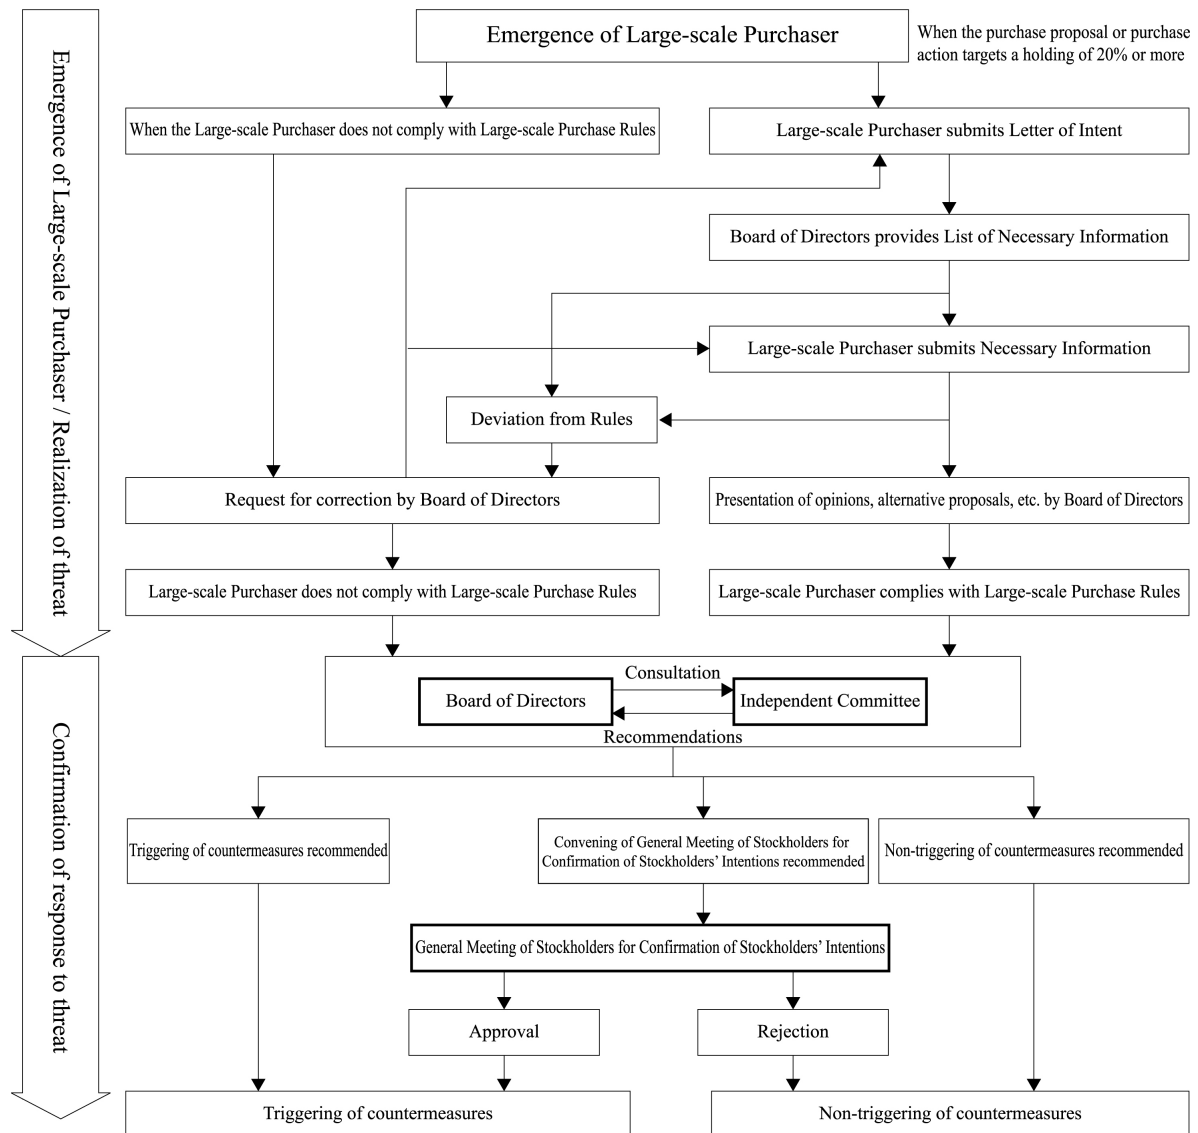 Emergence of Large-scale Purchaser
When the purchase proposal or purchase
action targets a holding of 20% or more
Emergence of Large-scale Purchaser / Realization of threat
When the Large-scale Purchaser does not comply with Large-scale Purchase Rules
Large-scale Purchaser submits Letter of Intent
Board of Directors provides List of Necessary Information
Large-scale Purchaser submits Necessary Information
Deviation from Rules
Request for correction by Board of Directors
Presentation of opinions, alternative proposals, etc. by Board of Directors
Large-scale Purchaser does not comply with Large-scale Purchase Rules
Large-scale Purchaser complies with Large-scale Purchase Rules
Confirmation of response to threat
Consultation
Board of Directors
Independent Committee
Recommendations
Triggering of countermeasures recommended
Convening of General Meeting of Stockholders for
Confirmation of Stockholders’ Intentions recommended
Non-triggering of countermeasures recommended
General Meeting of Stockholders for Confirmation of Stockholders’ Intentions
Approval
Rejection
Triggering of countermeasures
Non-triggering of countermeasures